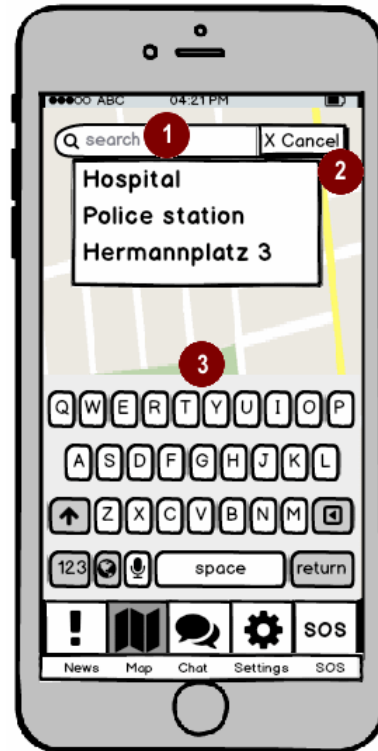 ABC 04:21 PM
search 1 X Cancel
2
Hospital
Police station
Hermannplatz 3
3
Q W E R T Y U I O P
A S D F G H J K L
Z X C V B N M
123 space return
! SOS
News Map Chat Settings SOS